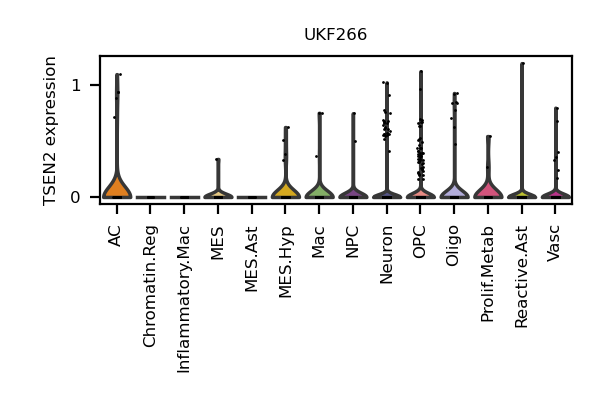 UKF266
TSEN2 expression
1
0
AC
Chromatin.Reg
Inflammatory.Mac
MES
MES.Ast
MES.Hyp
Mac
NPC
Neuron
OPC
Oligo
Prolif.Metab
Reactive.Ast
Vasc